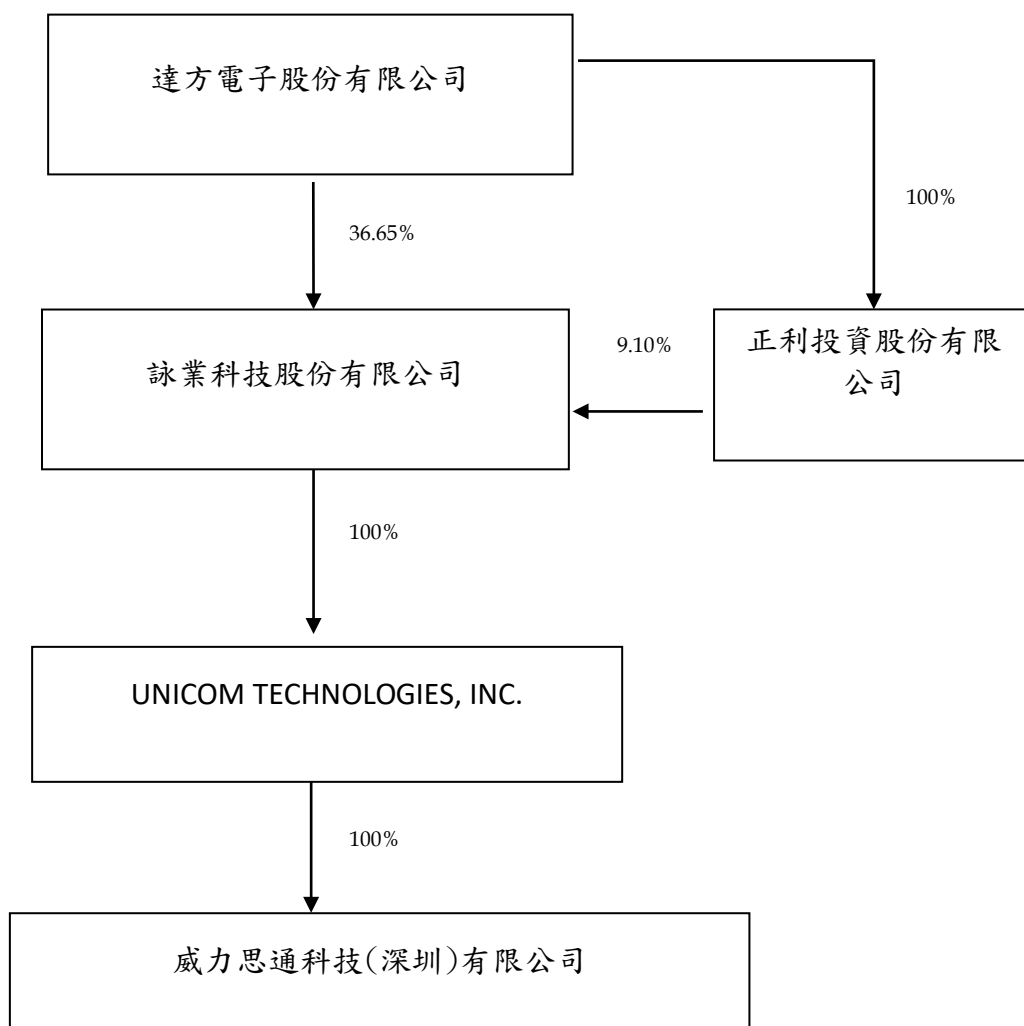 達方電子股份有限公司
100%
36.65%
詠業科技股份有限公司
9.10%
正利投資股份有限
公司
100%
UNICOM TECHNOLOGIES, INC.
100%
威力思通科技(深圳)有限公司